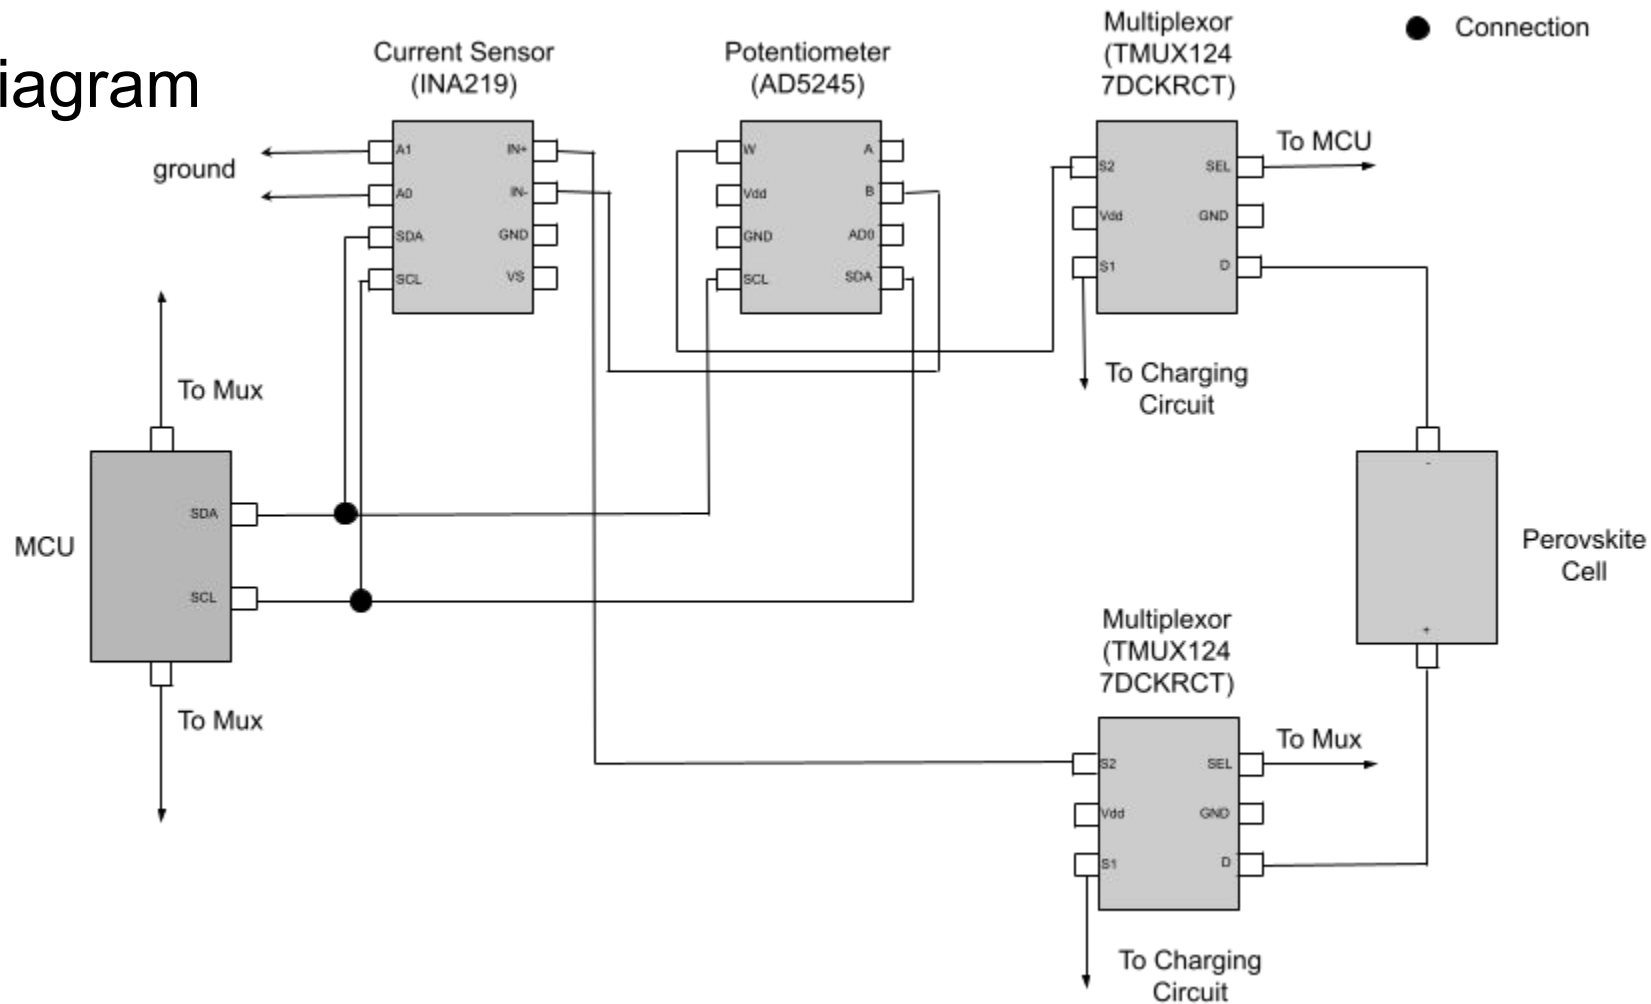 iagram
Current Sensor
(INA219)
Potentiometer
(AD5245)
Multiplexor
(TMUX124
7DCKRCT)
Connection
ground
A1
A0
SDA
SCL
IN+
IN-
GND
VS
W
Vdd
GND
SCL
A
B
AD0
SDA
S2
Vdd
S1
SEL
GND
D
To MCU
To Charging
Circuit
To Mux
MCU
SDA
SCL
To Mux
-
+
Perovskite
Cell
Multiplexor
(TMUX124
7DCKRCT)
S2
Vdd
S1
SEL
GND
D
To Mux
To Charging
Circuit